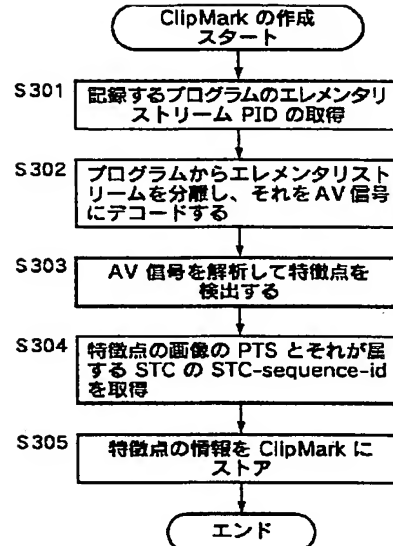 ClipMark の作成
スタート
S301
記録するプログラムのエレメンタリ
ストリーム PID の取得
S302
プログラムからエレメンタリスト
リームを分離し、それを AV 信号
にデコードする
S303
AV 信号を解析して特徴点を
検出する
S304
特徴点の画像の PTS とそれが属
する STC の STC-sequence-id
を取得
S305
特徴点の情報を ClipMark に
ストア
エンド